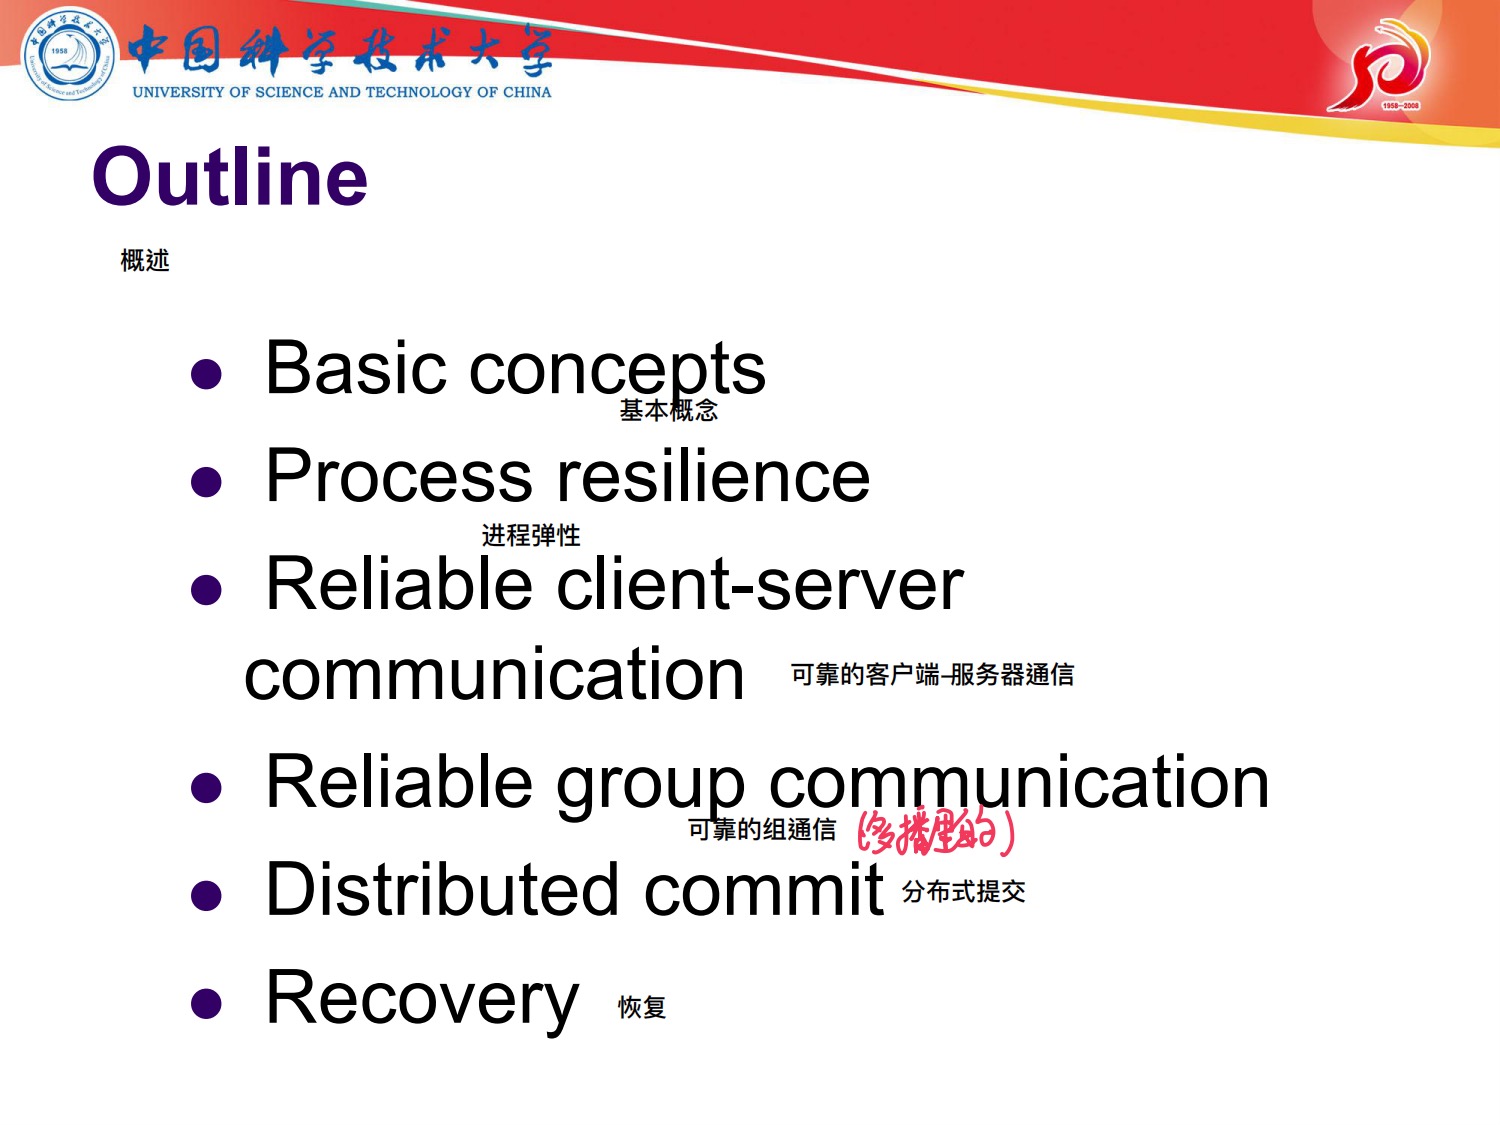 1958
中国科学技术大学
UNIVERSITY OF SCIENCE AND TECHNOLOGY OF CHINA
1958—2008
Outline
概述
Basic concepts
基本概念
Process resilience
进程弹性
Reliable client-server
communication 可靠的客户端-服务器通信
Reliable group communication
可靠的组通信 (多播里的)
Distributed commit 分布式提交
Recovery 恢复